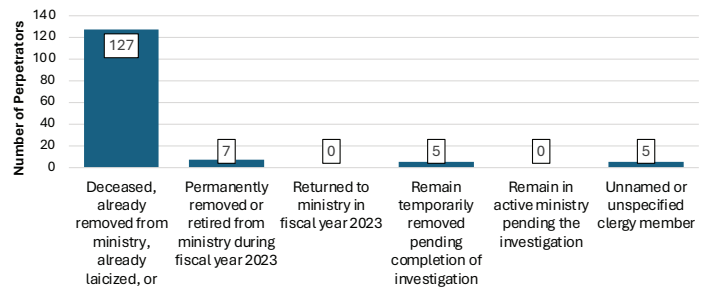 Number of Perpetrators
140
120
100
80
60
40
20
0
127
7
0
5
0
5
Deceased,
already
removed from
ministry,
already
laicized, or
Permanently
removed or
retired from
ministry during
fiscal year 2023
Returned to
ministry in
fiscal year 2023
Remain
temporarily
removed
pending
completion of
investigation
Remain in
active ministry
pending the
investigation
Unnamed or
unspecified
clergy member